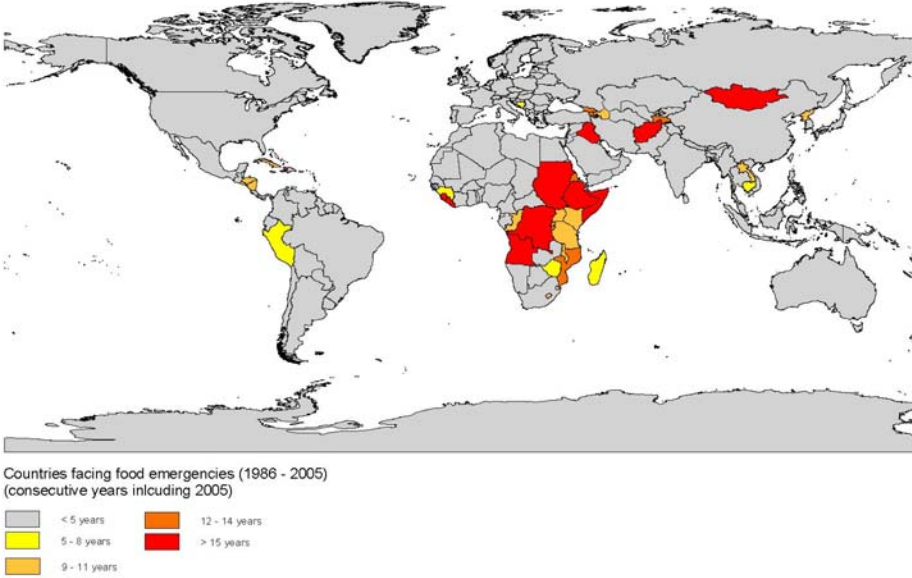 Countries facing food emergencies (1986 - 2005)
(consecutive years inlcuding 2005)
< 5 years
5 - 8 years
9 - 11 years
12 - 14 years
> 15 years